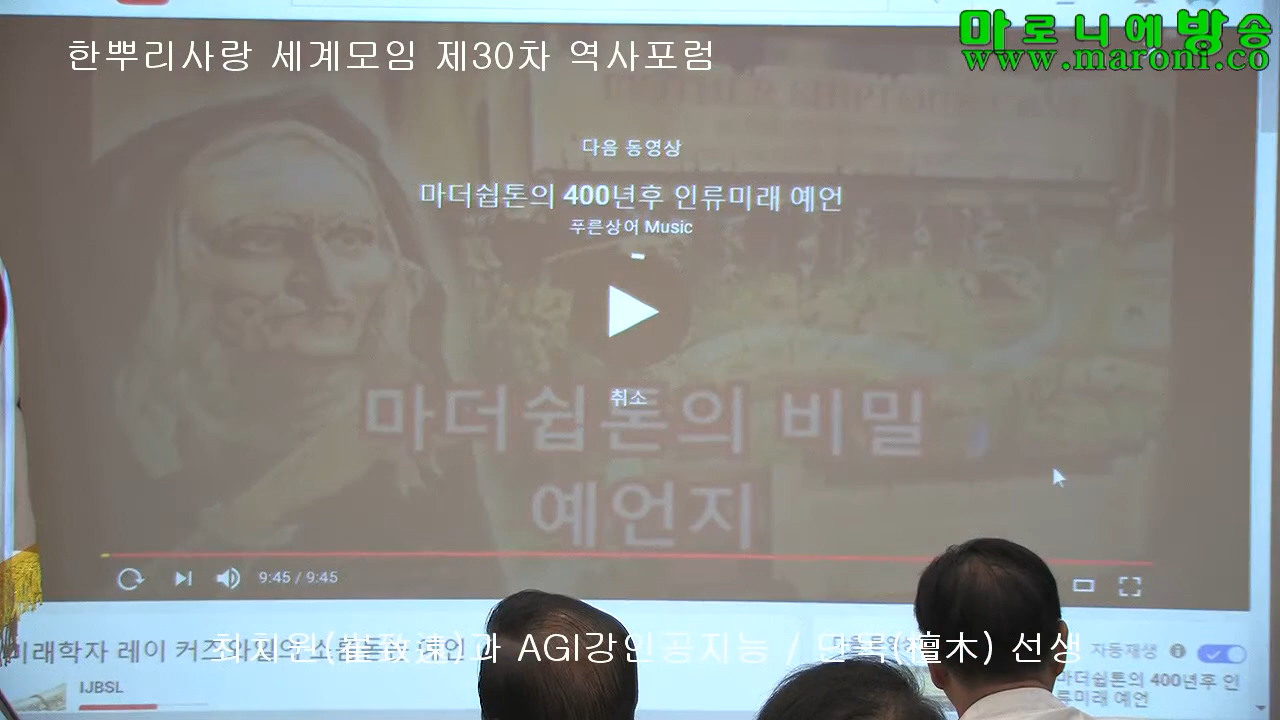 한뿌리사랑 세계모임 제30차 역사포럼
마로니에방송
www.maroni.co
다음 동영상
마더쉽톤의 400년후 인류미래 예언
푸른상어 Music
취소
마더쉽톤의 비밀
예언지
9:45 / 9:45
미래학자 레이
최치원(崔致遠)과 AGI강인공지능 / 단목(檀木) 선생
자동재생
IJBSL
마더쉽톤의 400년후 인
류미래 예언